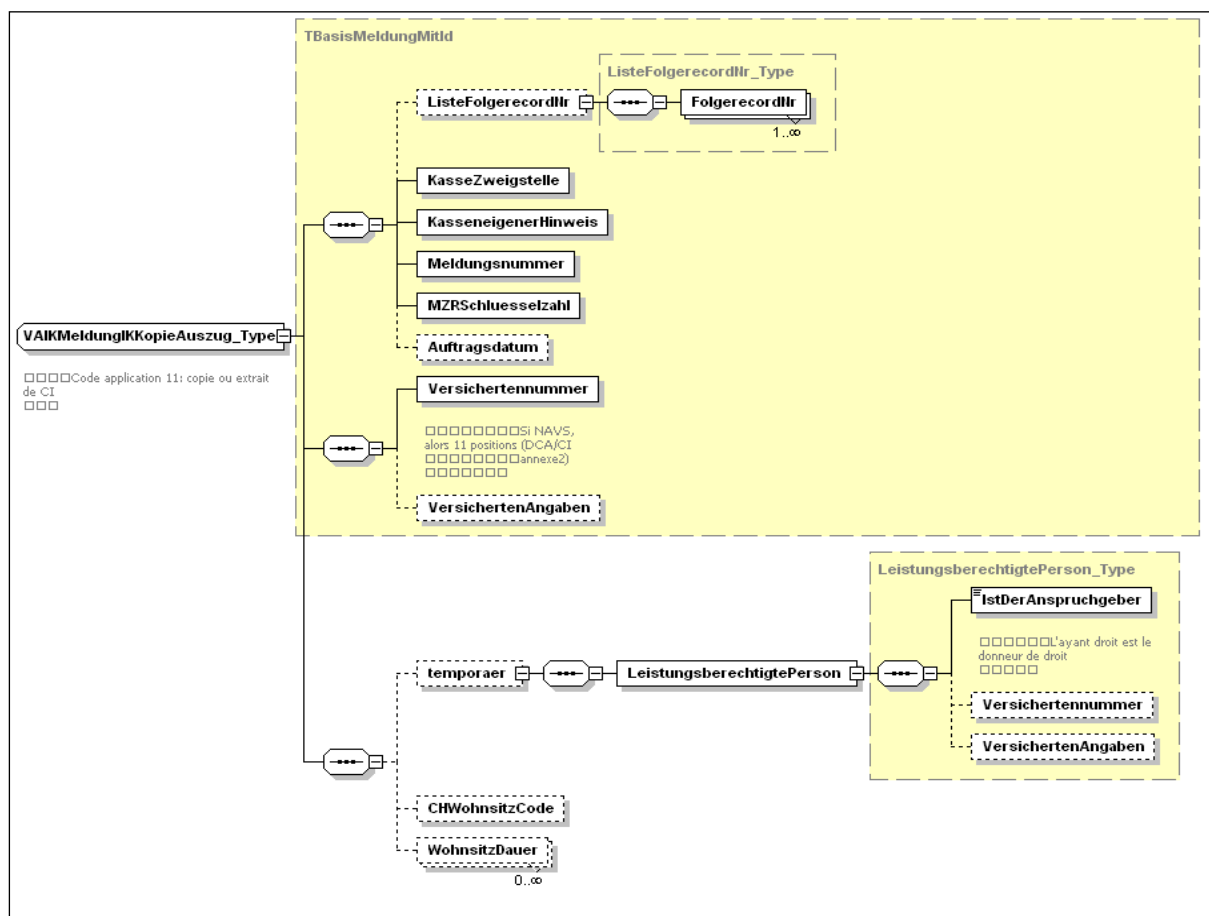 TBasisMeldungMitId
ListeFolgerecordNr_Type
ListeFolgerecordNr
FolgerecordNr
1..∞
KasseZweigstelle
KasseneigenerHinweis
Meldungsnummer
MZRSchluesselzahl
Auftragsdatum
VAIKMeldungIKKopieAuszug_Type
□□□□Code application 11: copie ou extrait
de CI
□□□
Versichertennummer
□□□□□□□□Si NAVS,
alors 11 positions (DCA/CI
□□□□□□□□annexe2)
□□□□□□□
VersichertenAngaben
LeistungsberechtigtePerson_Type
IstDerAnspruchgeber
□□□□□□L'ayant droit est le
donneur de droit
□□□□□
temporaer
LeistungsberechtigtePerson
Versichertennummer
VersichertenAngaben
CHWohnsitzCode
WohnsitzDauer
0..∞